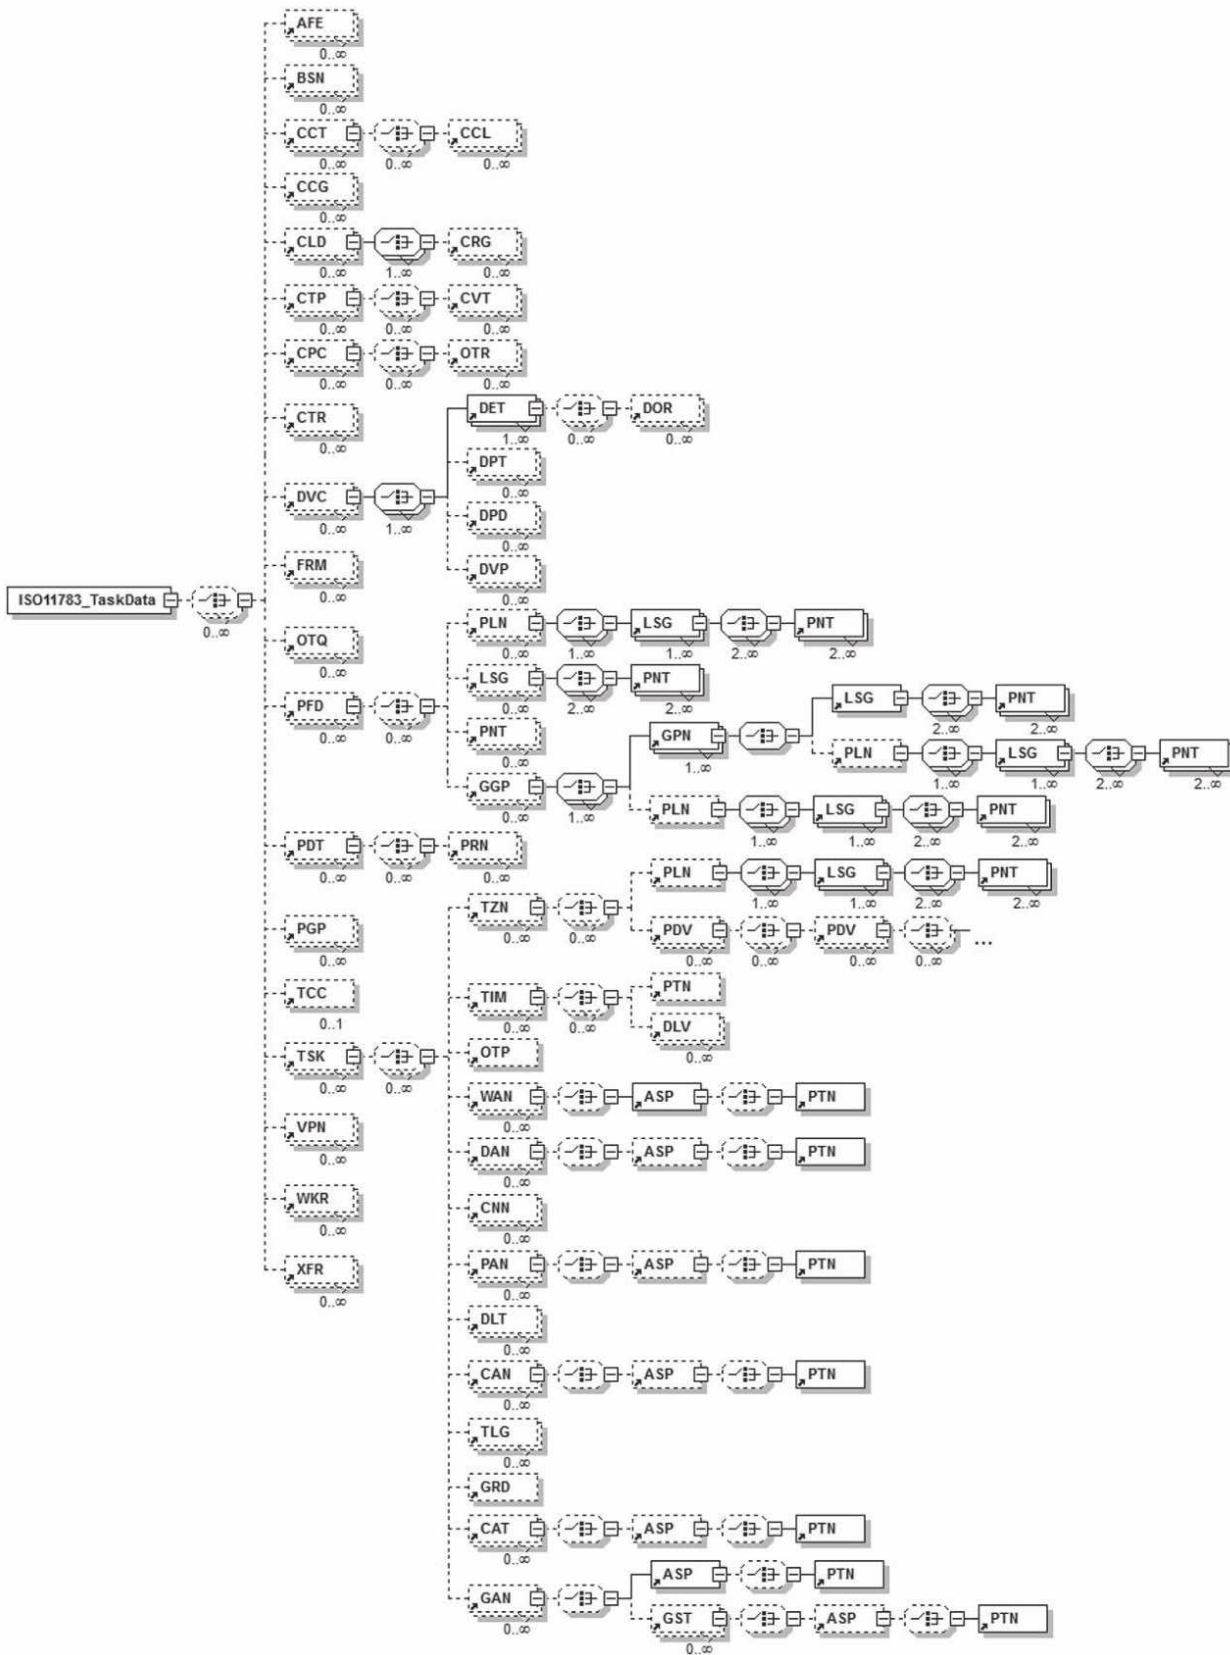 AFE
0..∞
BSN
0..∞
CCT CCL
0..∞ 0..∞ 0..∞
CCG
0..∞
CLD CRG
0..∞ 1..∞ 0..∞
CTP CVT
0..∞ 0..∞ 0..∞
CPC OTR
0..∞ 0..∞ 0..∞
DET DOR
CTR
1..∞ 0..∞ 0..∞
0..∞
DPT
0..∞
DVC
0..∞ 1..∞
DPD
0..∞
FRM
DVP
0..∞
0..∞
ISO11783_TaskData
0..∞
PLN LSG PNT
OTQ
0..∞ 1..∞ 1..∞ 2..∞ 2..∞
0..∞
LSG PNT
0..∞ 2..∞ 2..∞
LSG PNT
PFD
0..∞ 0..∞
2..∞ 2..∞
PNT GPN
0..∞ 1..∞
PLN LSG PNT
1..∞ 1..∞ 2..∞ 2..∞
GGP
0..∞ 1..∞
PLN LSG PNT
1..∞ 1..∞ 2..∞ 2..∞
PDT PRN
0..∞ 0..∞ 0..∞
PLN LSG PNT
1..∞ 1..∞ 2..∞ 2..∞
TZN
0..∞ 0..∞
PGP
0..∞
PDV PDV ...
0..∞ 0..∞ 0..∞ 0..∞
PTN
TCC
0..1
TIM
0..∞ 0..∞
DLV
0..∞
TSK
0..∞ 0..∞
OTP
WAN ASP PTN
0..∞
VPN
0..∞
DAN ASP PTN
0..∞
WKR
0..∞
CNN
0..∞
XFR
0..∞
PAN ASP PTN
0..∞
DLT
0..∞
CAN ASP PTN
0..∞
TLG
0..∞
GRD
CAT ASP PTN
0..∞
ASP PTN
GAN
0..∞
GST ASP PTN
0..∞